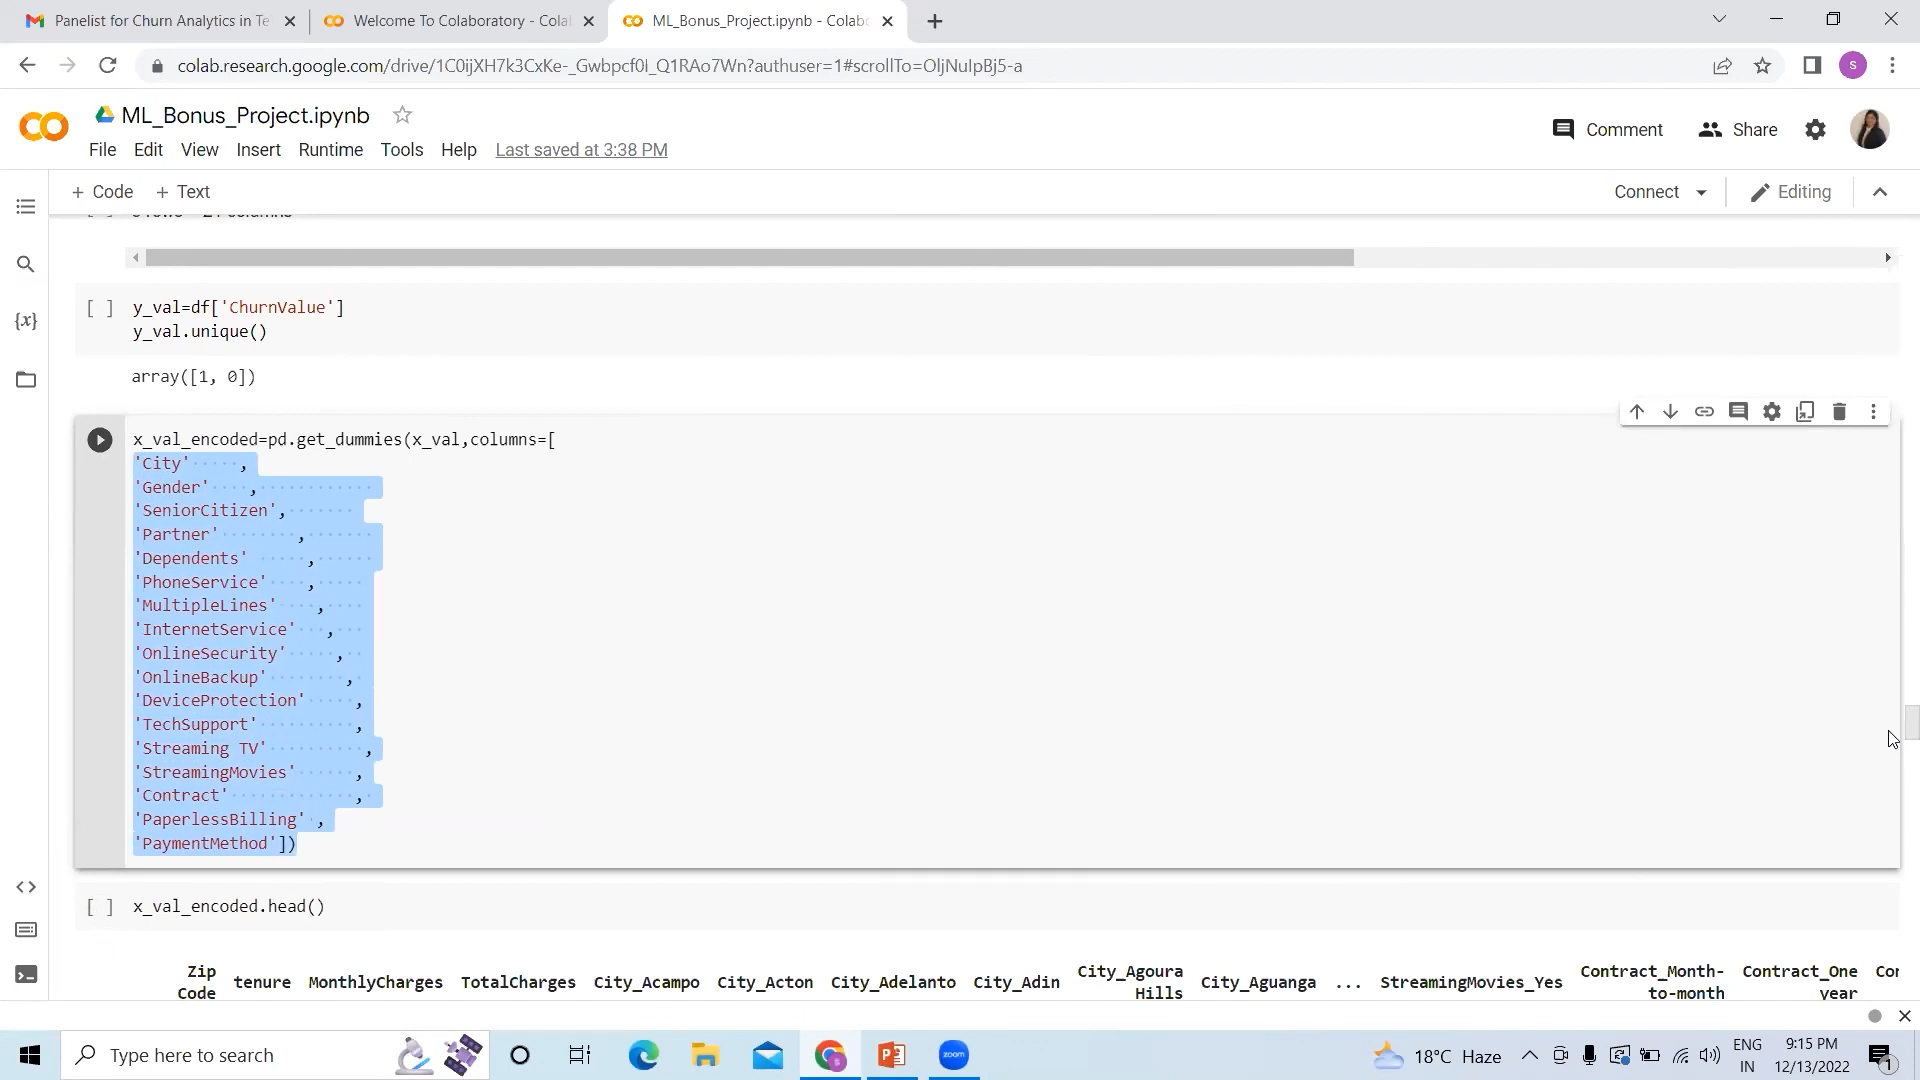 Panelist for Churn Analytics in Te
Welcome To Colaboratory - Cola
ML_Bonus_Project.ipynb - Colabo
colab.research.google.com/drive/1C0ijXH7k3CxKe-_Gwbpcf0i_Q1RAo7Wn?authuser=1#scrollTo=OljNuIpBj5-a
S
ML_Bonus_Project.ipynb
Comment
Share
File Edit View Insert Runtime Tools Help Last saved at 3:38 PM
+ Code + Text
Connect
Editing
{x}
[ ] y_val=df['ChurnValue']
y_val.unique()
array([1, 0])
x_val_encoded=pd.get_dummies(x_val,columns=[
'City' ,
'Gender' ,
'SeniorCitizen',
'Partner' ,
'Dependents' ,
'PhoneService' ,
'MultipleLines' ,
'InternetService' ,
'OnlineSecurity' ,
'OnlineBackup' ,
'DeviceProtection' ,
'TechSupport' ,
'Streaming TV' ,
'StreamingMovies' ,
'Contract' ,
'PaperlessBilling' ,
'PaymentMethod'])
[ ] x_val_encoded.head()
Zip Code tenure MonthlyCharges TotalCharges City_Acampo City_Acton City_Adelanto City_Adin City_Agoura Hills City_Aguanga ... StreamingMovies_Yes Contract_Month-to-month Contract_One year
Type here to search
zoom
18°C Haze
ENG
IN
9:15 PM
12/13/2022
1